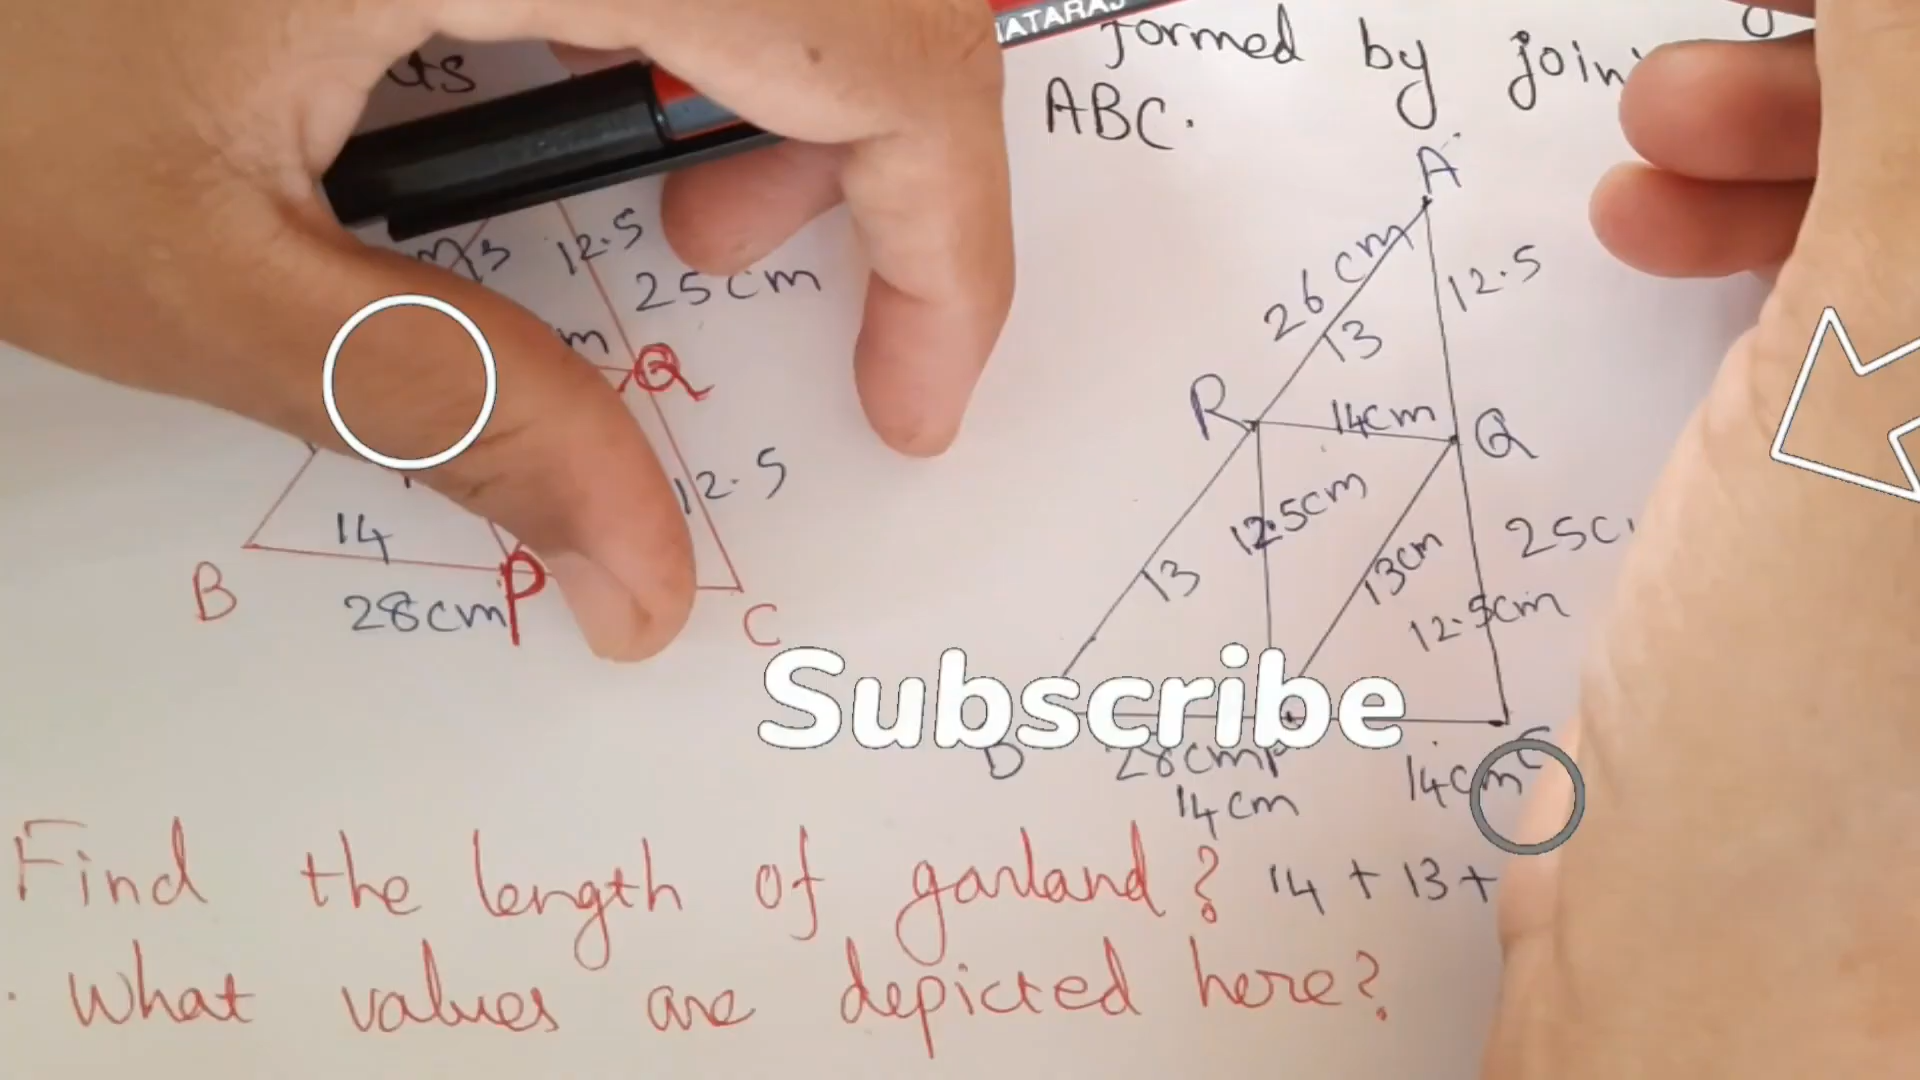 NATARAJ
us
formed by join
ABC.
A
26cm
12.5
13
R
14cm
Q
12.5cm
13
13cm
25c
12.5cm
12.5
25cm
m
Q
12.5
14
B
P
28cm
C
Subscribe
28cm
P
C
14cm
14cm
Find the length of garland? 14 + 13 +
What values are depicted here?